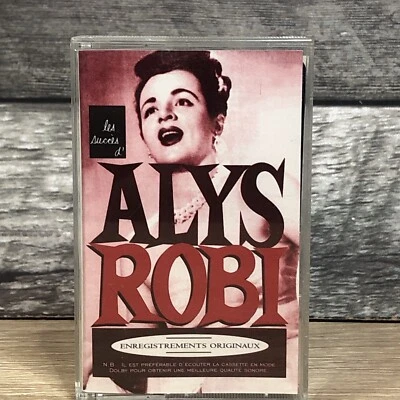 les
succès
d'
ALYS
ROBI
ENREGISTREMENTS ORIGINAUX
N.B. IL EST PRÉFÉRABLE D'ÉCOUTER LA CASSETTE EN MODE
DOLBY POUR OBTENIR UNE MEILLEURE QUALITÉ SONORE.